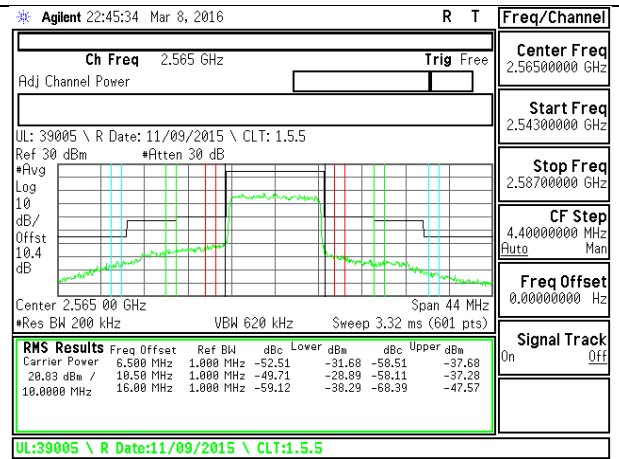 Agilent 22:45:34 Mar 8, 2016 R T
Freq/Channel
Ch Freq 2.565 GHz Trig Free
Adj Channel Power
UL: 39005 \ R Date: 11/09/2015 \ CLT: 1.5.5
Ref 30 dBm #Atten 30 dB
#Avg
Log
10
dB/
Offst
10.4
dB
Center 2.565 00 GHz Span 44 MHz
#Res BW 200 kHz VBW 620 kHz Sweep 3.32 ms (601 pts)
RMS Results Freq Offset Ref BW dBc Lower dBm dBc Upper dBm
Carrier Power 6.500 MHz 1.000 MHz -52.51 -31.68 -58.51 -37.68
20.83 dBm / 10.50 MHz 1.000 MHz -49.71 -28.89 -58.11 -37.28
10.0000 MHz 16.00 MHz 1.000 MHz -59.12 -38.29 -68.39 -47.57
UL:39005 \ R Date:11/09/2015 \ CLT:1.5.5
Center Freq
2.56500000 GHz
Start Freq
2.54300000 GHz
Stop Freq
2.58700000 GHz
CF Step
4.40000000 MHz
Auto Man
Freq Offset
0.00000000 Hz
Signal Track
On Off